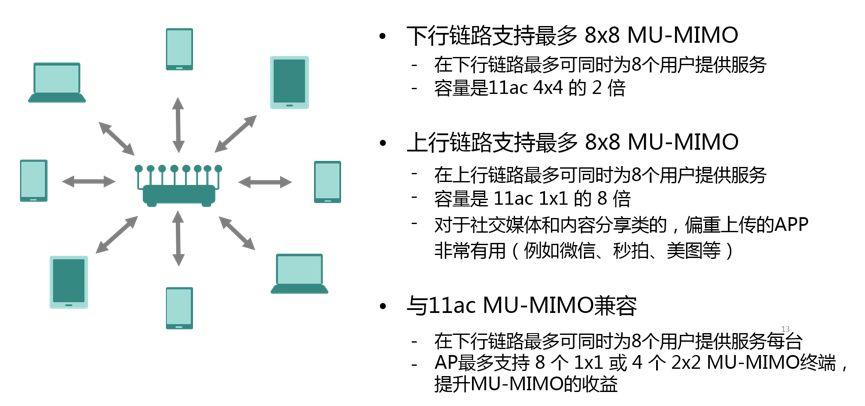 • 下行链路支持最多 8x8 MU-MIMO
- 在下行链路最多可同时为8个用户提供服务
- 容量是11ac 4x4 的 2 倍
• 上行链路支持最多 8x8 MU-MIMO
- 在上行链路最多可同时为8个用户提供服务
- 容量是 11ac 1x1 的 8 倍
- 对于社交媒体和内容分享类的，偏重上传的APP
非常有用（例如微信、秒拍、美图等）
• 与11ac MU-MIMO兼容
13
- 在下行链路最多可同时为8个用户提供服务每台
- AP最多支持 8 个 1x1 或 4 个 2x2 MU-MIMO终端，
提升MU-MIMO的收益